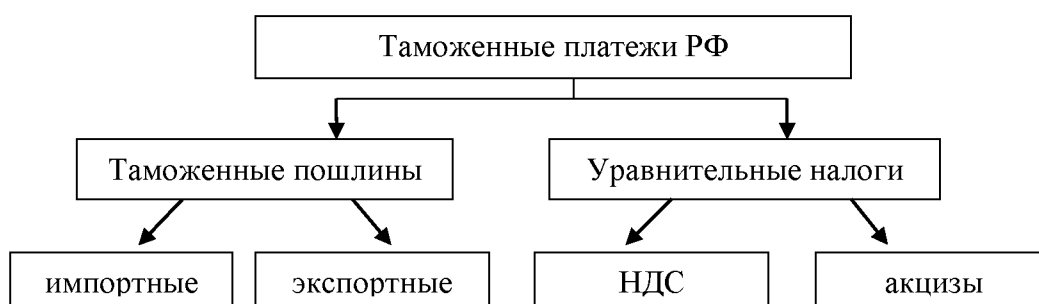 Таможенные платежи РФ
Таможенные пошлины
Уравнительные налоги
импортные
экспортные
НДС
акцизы